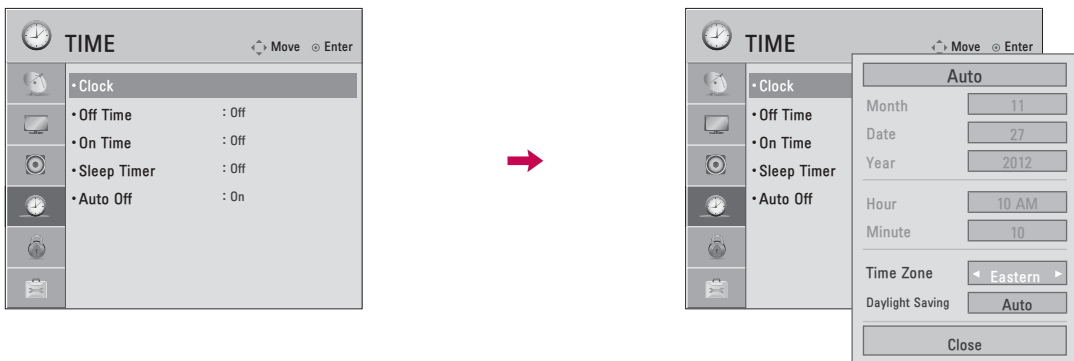 TIME Move Enter
• Clock
• Off Time : Off
• On Time : Off
• Sleep Timer : Off
• Auto Off : On
TIME Move Enter
• Clock
• Off Time
• On Time
• Sleep Timer
• Auto Off
Auto
Month 11
Date 27
Year 2012
Hour 10 AM
Minute 10
Time Zone ◄ Eastern ►
Daylight Saving Auto
Close